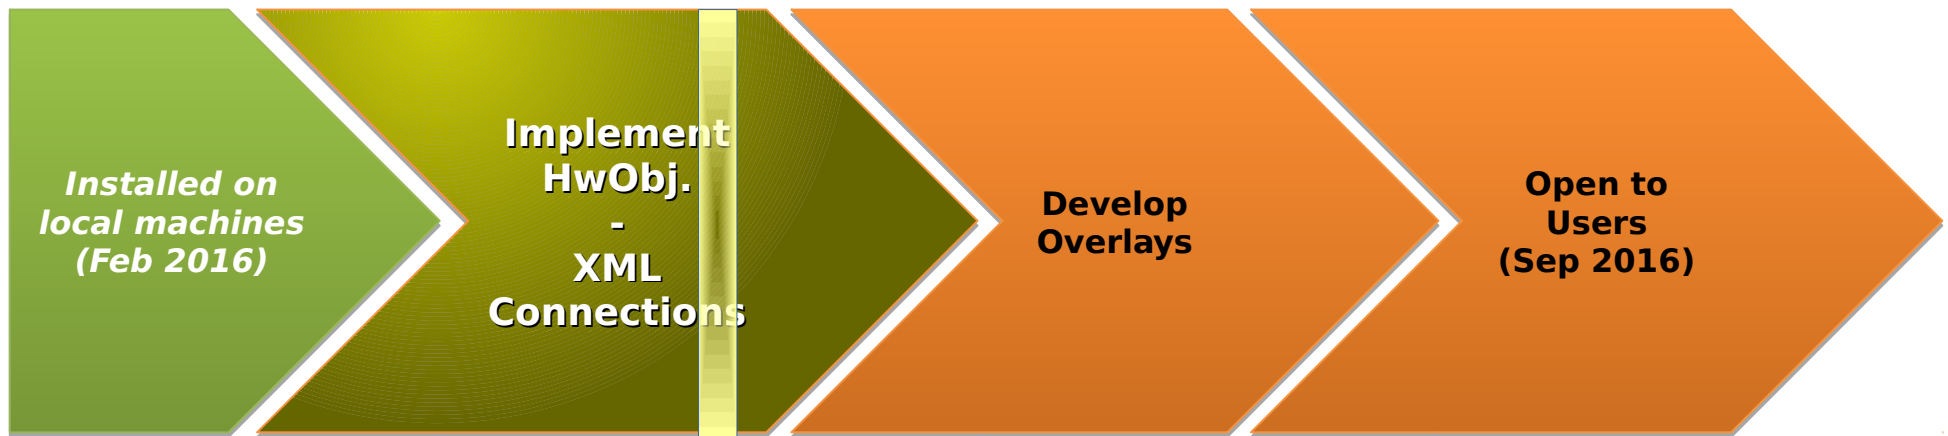 Installed on
local machines
(Feb 2016)
Implement
HwObj.
-
XML
Connections
Develop
Overlays
Open to
Users
(Sep 2016)